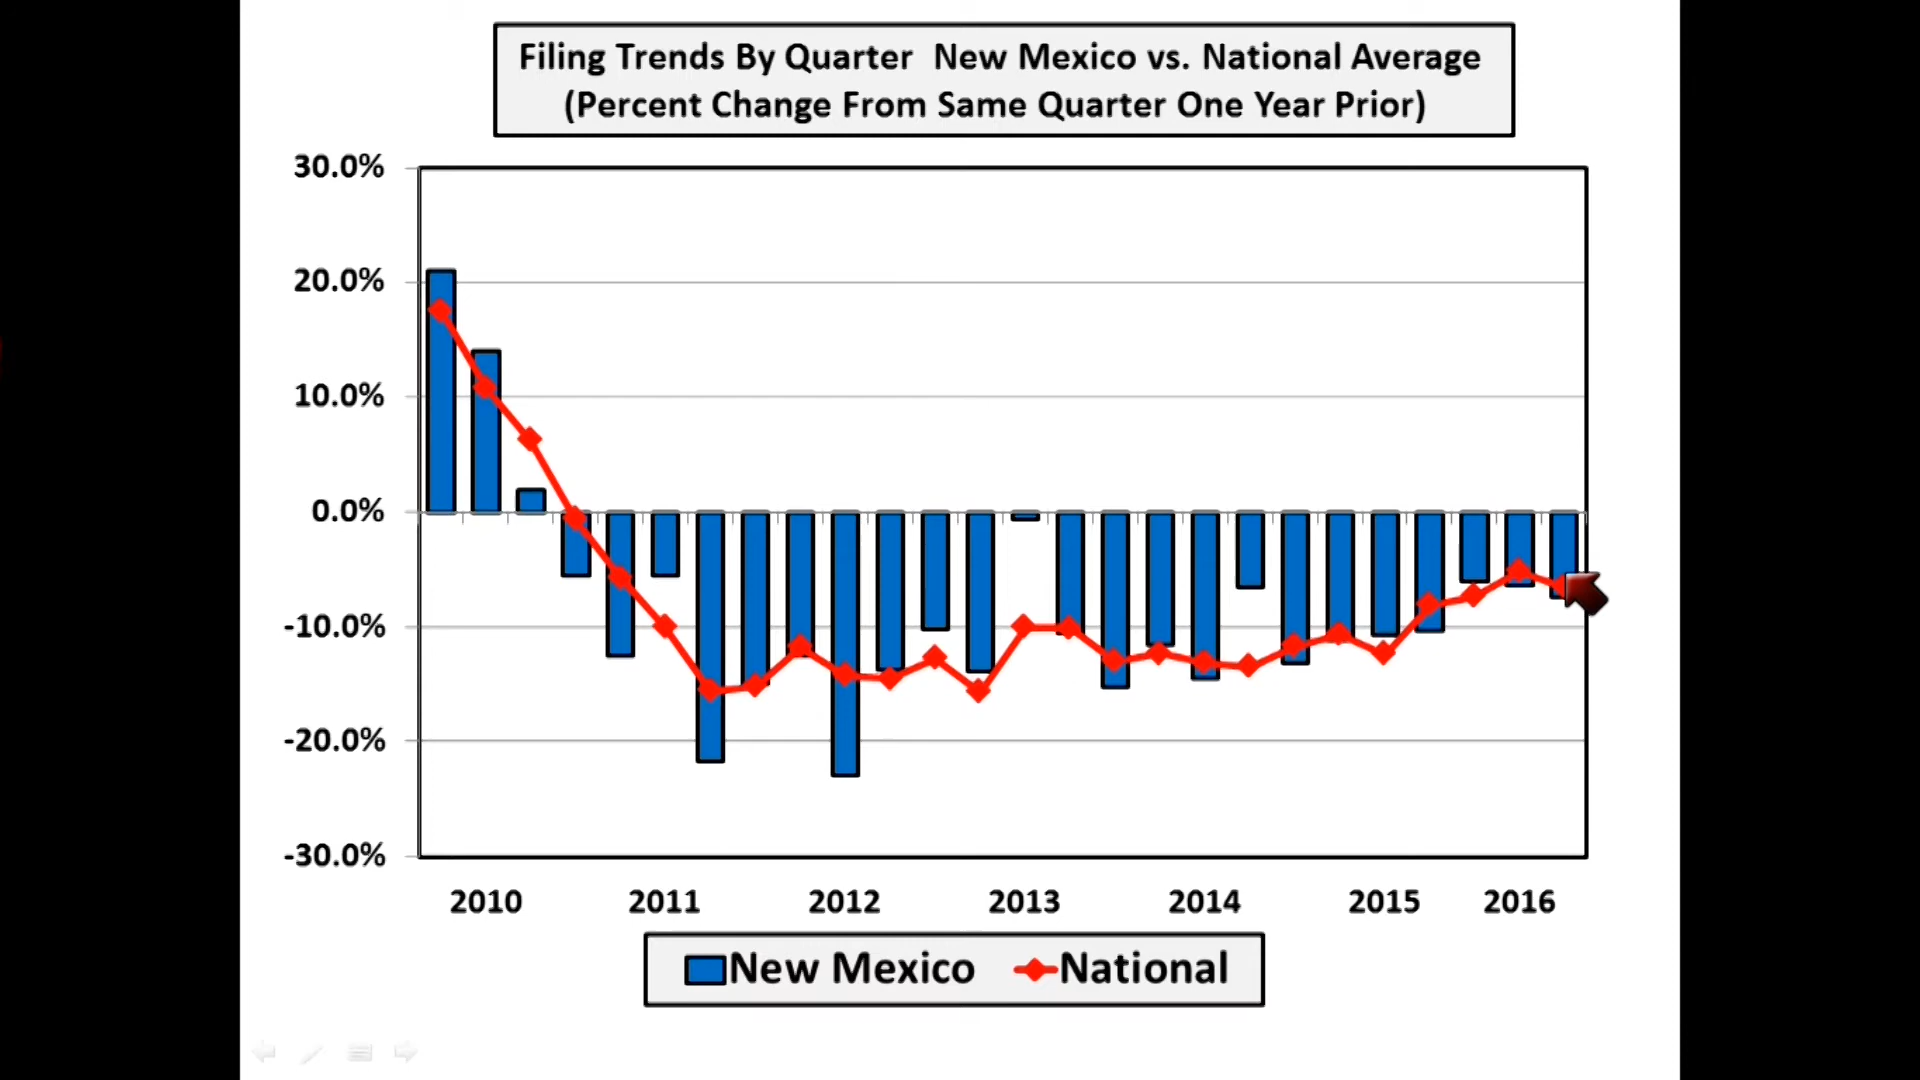 Filing Trends By Quarter  New Mexico vs. National Average
(Percent Change From Same Quarter One Year Prior)
30.0%
20.0%
10.0%
0.0%
-10.0%
-20.0%
-30.0%
2010 2011 2012 2013 2014 2015 2016
New Mexico National